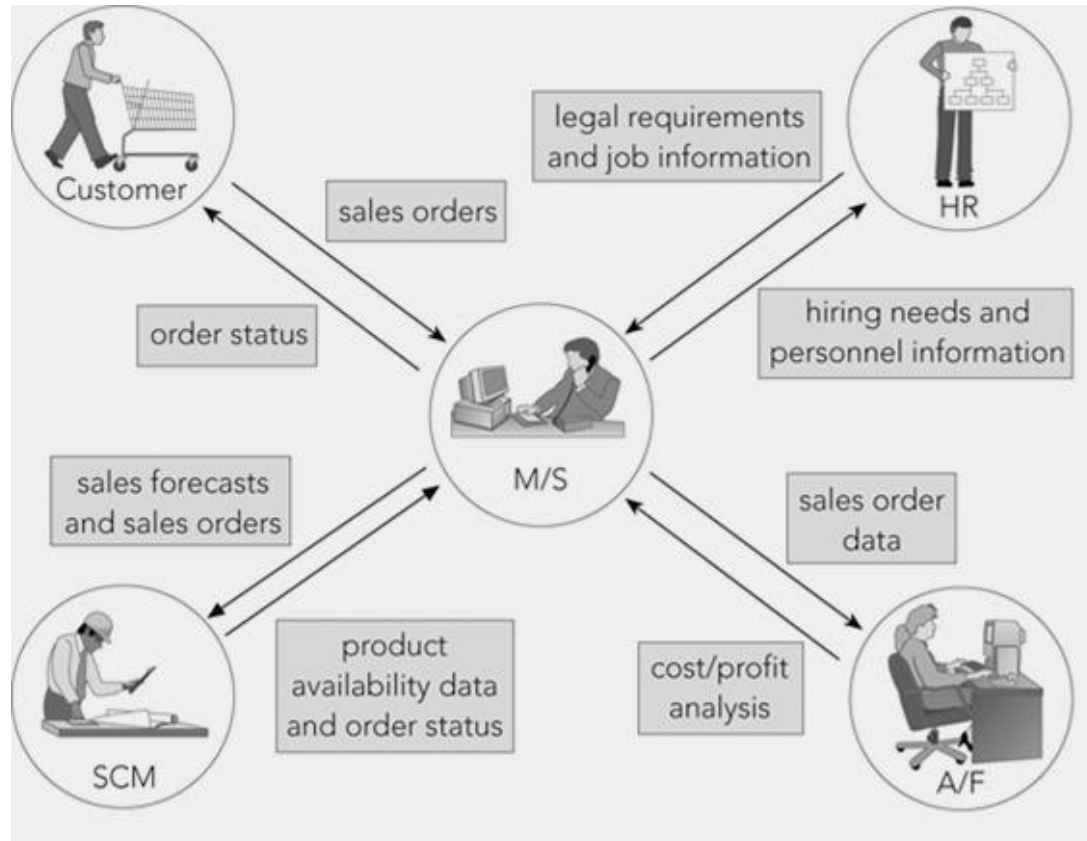 Customer
sales orders
order status
legal requirements
and job information
HR
hiring needs and
personnel information
M/S
sales forecasts
and sales orders
SCM
product
availability data
and order status
sales order
data
cost/profit
analysis
A/F